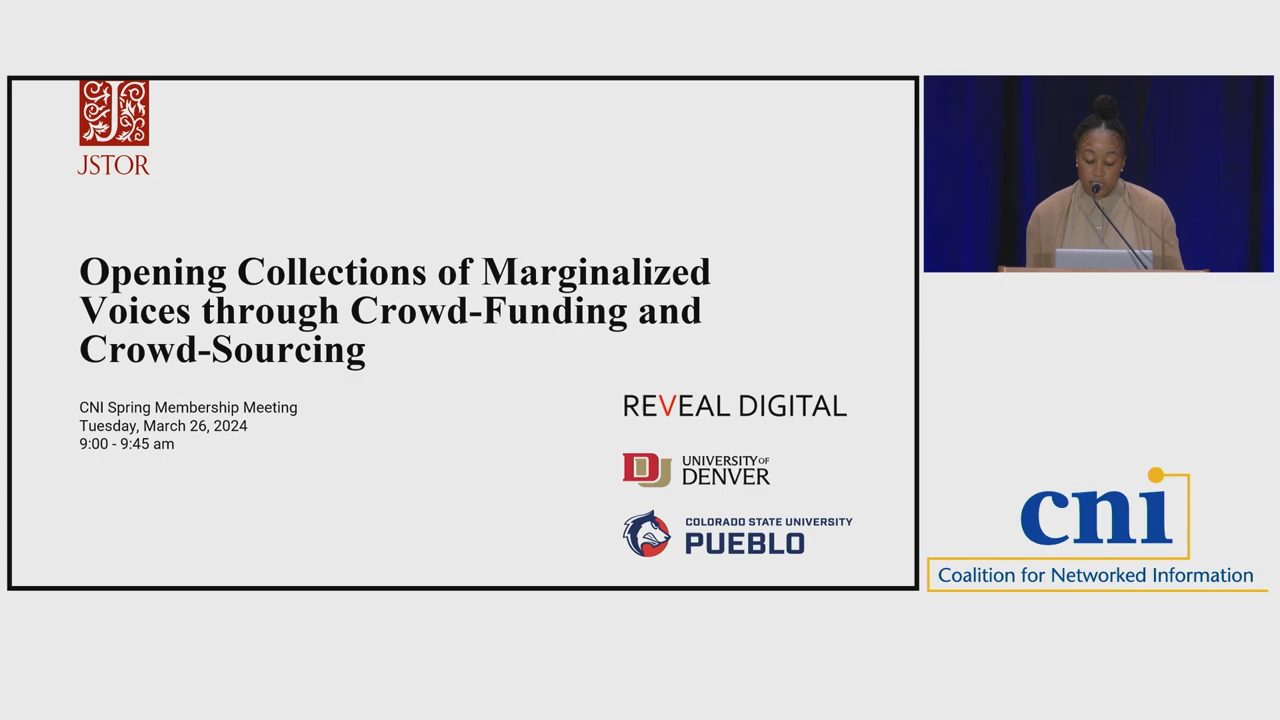 JSTOR
Opening Collections of Marginalized
Voices through Crowd-Funding and
Crowd-Sourcing
CNI Spring Membership Meeting
Tuesday, March 26, 2024
9:00 - 9:45 am
REVEAL DIGITAL
DU UNIVERSITY OF
DENVER
COLORADO STATE UNIVERSITY
PUEBLO
cni
Coalition for Networked Information